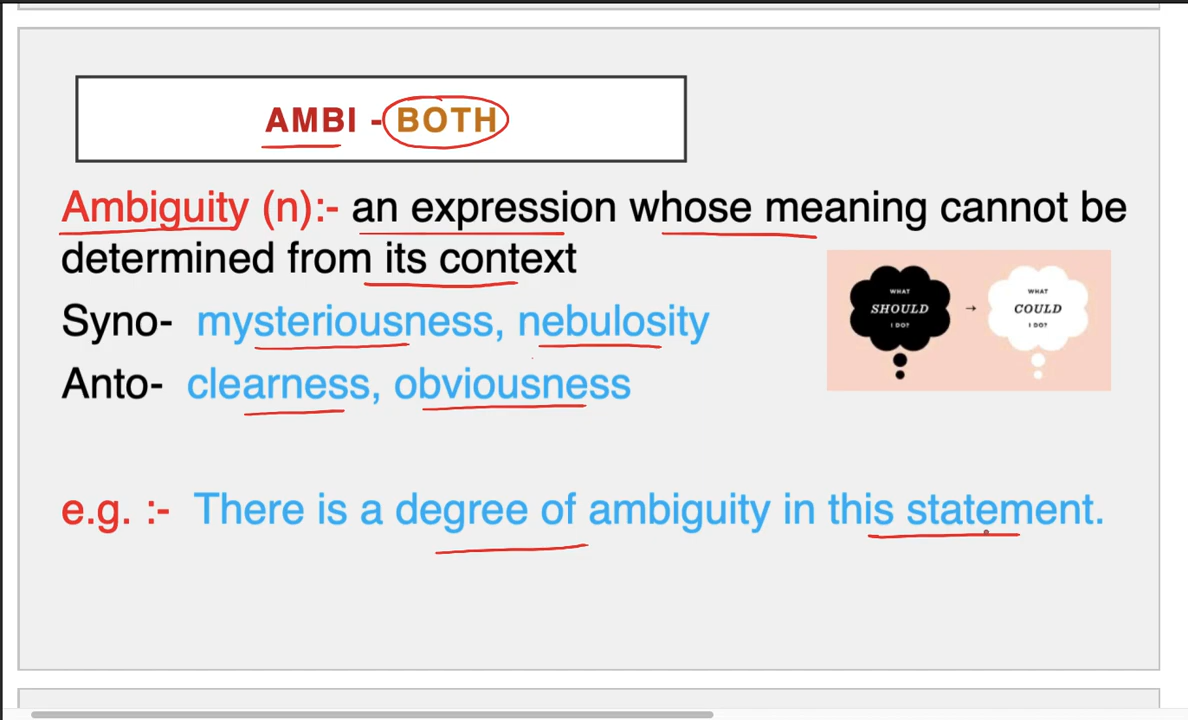 AMBI - BOTH
Ambiguity (n):- an expression whose meaning cannot be
determined from its context
Syno- mysteriousness, nebulosity
Anto- clearness, obviousness
WHAT
SHOULD
I DO?
→
WHAT
COULD
I DO?
e.g. :- There is a degree of ambiguity in this statement.